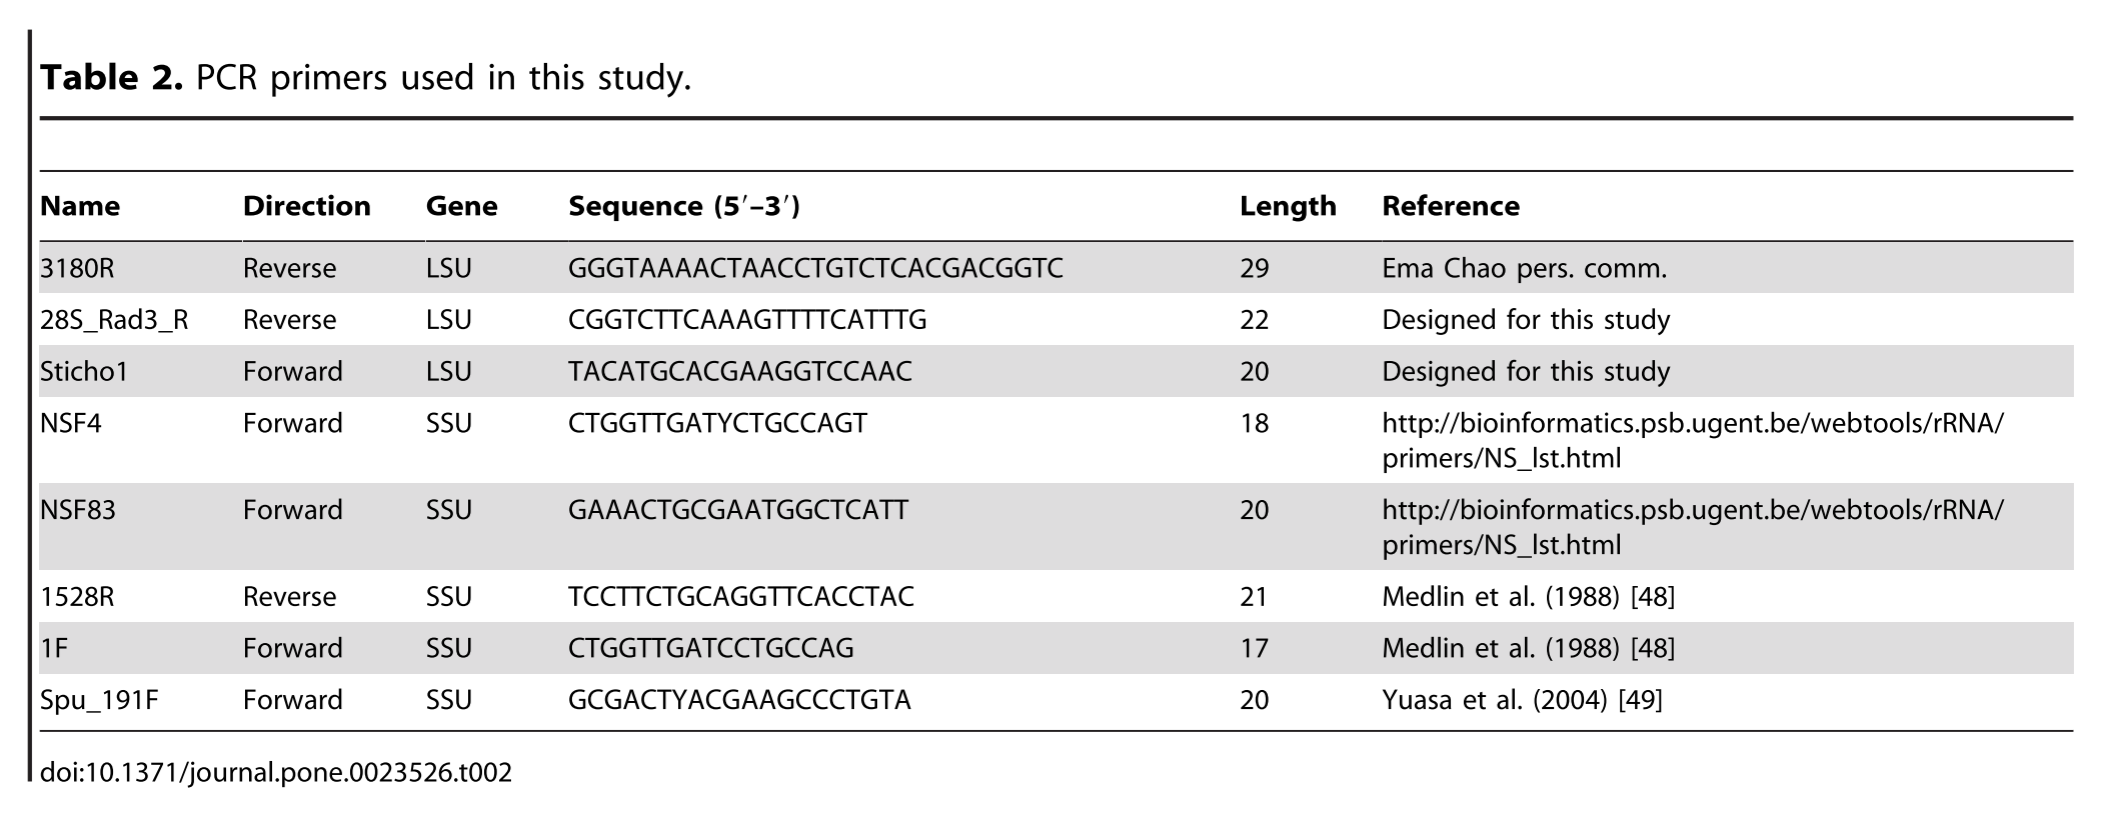 Table 2. PCR primers used in this study.
Name Direction Gene Sequence (5′–3′) Length Reference
3180R Reverse LSU GGGTAAAACTAACCTGTCTCACGACGGTC 29 Ema Chao pers. comm.
28S_Rad3_R Reverse LSU CGGTCTTCAAAGTTTTCATTTG 22 Designed for this study
Sticho1 Forward LSU TACATGCACGAAGGTCCAAC 20 Designed for this study
NSF4 Forward SSU CTGGTTGATYCTGCCAGT 18 http://bioinformatics.psb.ugent.be/webtools/rRNA/
primers/NS_lst.html
NSF83 Forward SSU GAAACTGCGAATGGCTCATT 20 http://bioinformatics.psb.ugent.be/webtools/rRNA/
primers/NS_lst.html
1528R Reverse SSU TCCTTCTGCAGGTTCACCTAC 21 Medlin et al. (1988) [48]
1F Forward SSU CTGGTTGATCCTGCCAG 17 Medlin et al. (1988) [48]
Spu_191F Forward SSU GCGACTYACGAAGCCCTGTA 20 Yuasa et al. (2004) [49]
doi:10.1371/journal.pone.0023526.t002